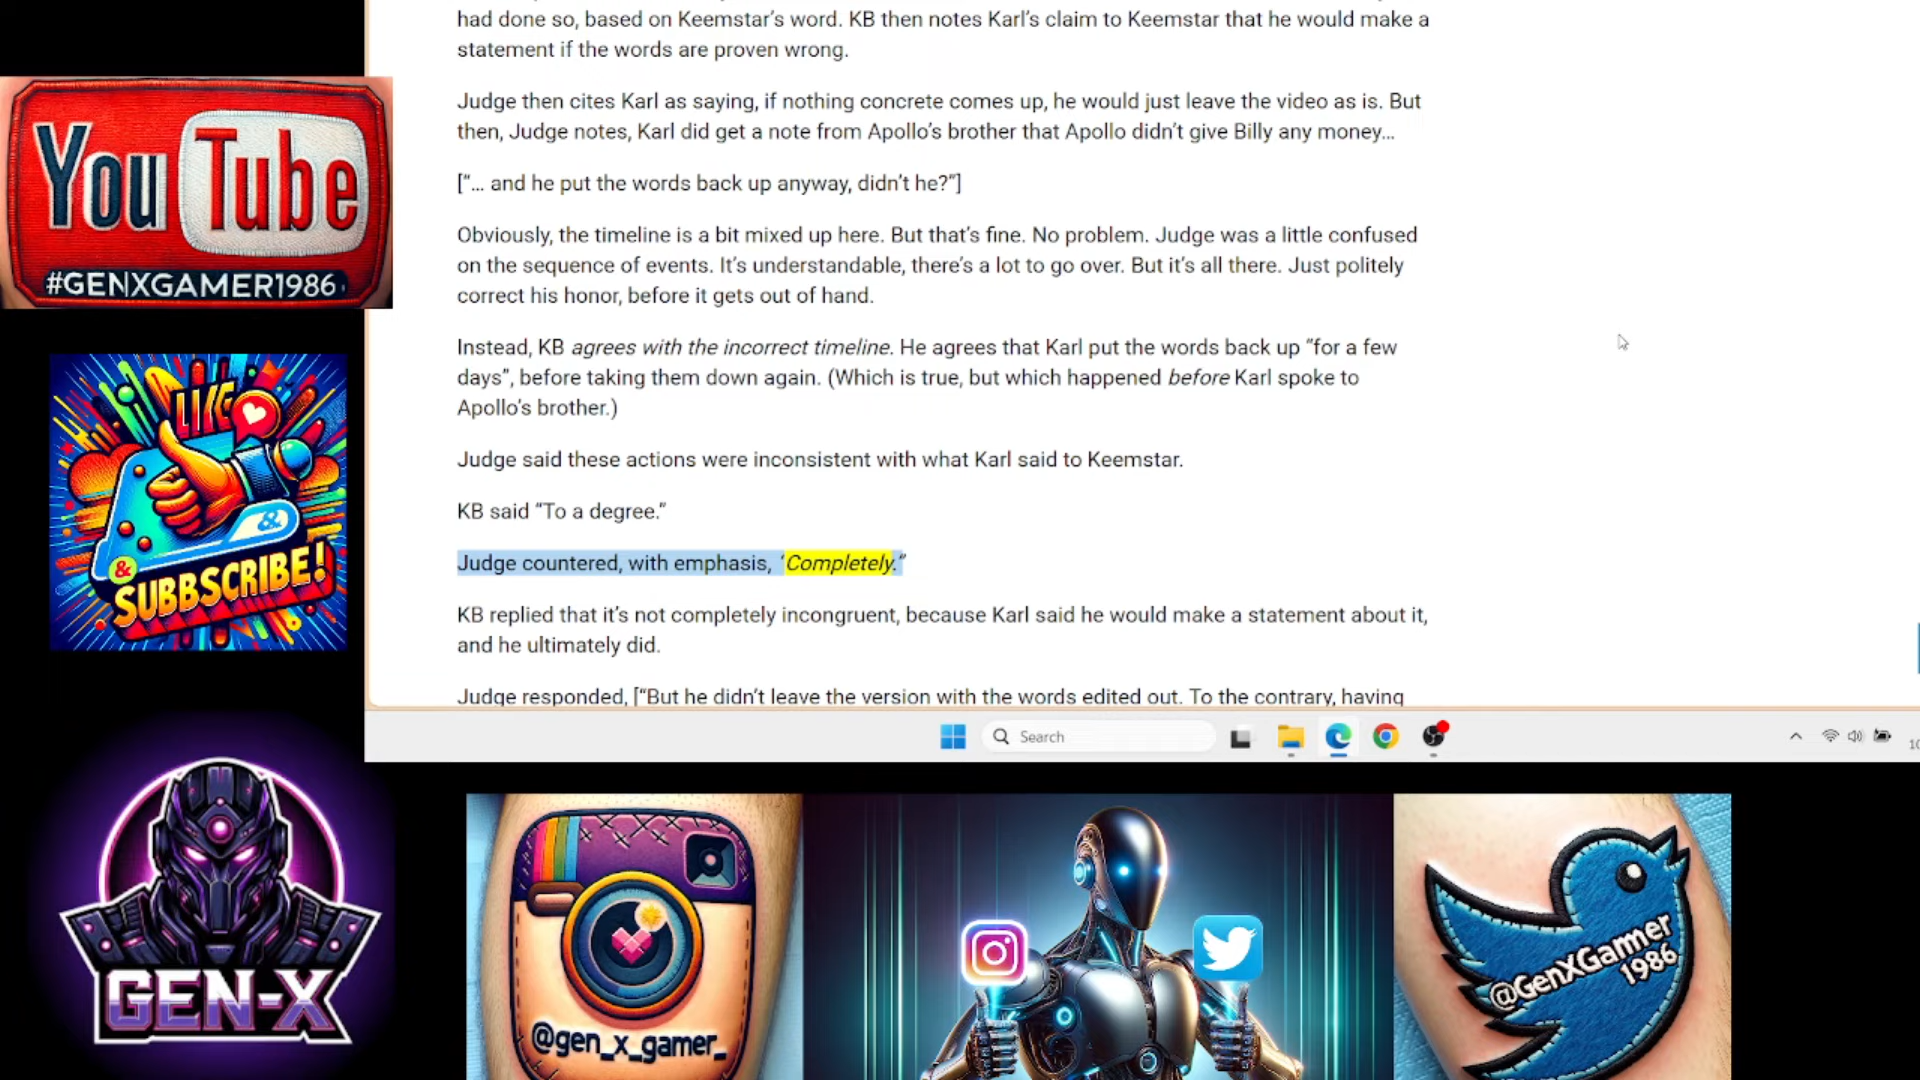 had done so, based on Keemstar's word. KB then notes Karl's claim to Keemstar that he would make a
statement if the words are proven wrong.
Judge then cites Karl as saying, if nothing concrete comes up, he would just leave the video as is. But
then, Judge notes, Karl did get a note from Apollo's brother that Apollo didn't give Billy any money…
["… and he put the words back up anyway, didn't he?"]
Obviously, the timeline is a bit mixed up here. But that's fine. No problem. Judge was a little confused
on the sequence of events. It's understandable, there's a lot to go over. But it's all there. Just politely
correct his honor, before it gets out of hand.
Instead, KB agrees with the incorrect timeline. He agrees that Karl put the words back up "for a few
days", before taking them down again. (Which is true, but which happened before Karl spoke to
Apollo's brother.)
Judge said these actions were inconsistent with what Karl said to Keemstar.
KB said "To a degree."
Judge countered, with emphasis, "Completely."
KB replied that it's not completely incongruent, because Karl said he would make a statement about it,
and he ultimately did.
Judge responded, ["But he didn't leave the version with the words edited out. To the contrary, having
Search
10
YouTube
#GENXGAMER1986
LIKE
&
& SUBBSCRIBE!
GEN-X
@gen_x_gamer_
@GenXGamer
1986